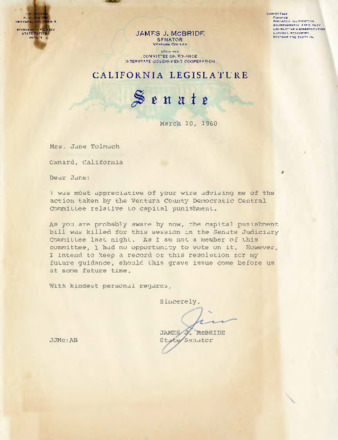 JAMES J. McBRIDE
SENATOR
VENTURA COUNTY
COMMITTEE ON FINANCE
INTERSTATE GOVERNMENT COOPERATION
CALIFORNIA LEGISLATURE
Senate
March 10, 1960
Mrs. Jane Tolmach
Oxnard, California
Dear Jane:
I was most appreciative of your wire advising me of the
action taken by the Ventura County Democratic Central
Committee relative to capital punishment.
As you are probably aware by now, the capital punishment
bill was killed for this session in the Senate Judiciary
Committee last night. As I am not a member of this
committee, I had no opportunity to vote on it. However,
I intend to keep a record of this resolution for my
future guidance, should this grave issue come before us
at some future time.
With kindest personal regards,
Sincerely,
Jim
JAMES J. McBRIDE
JJMc:AB State Senator